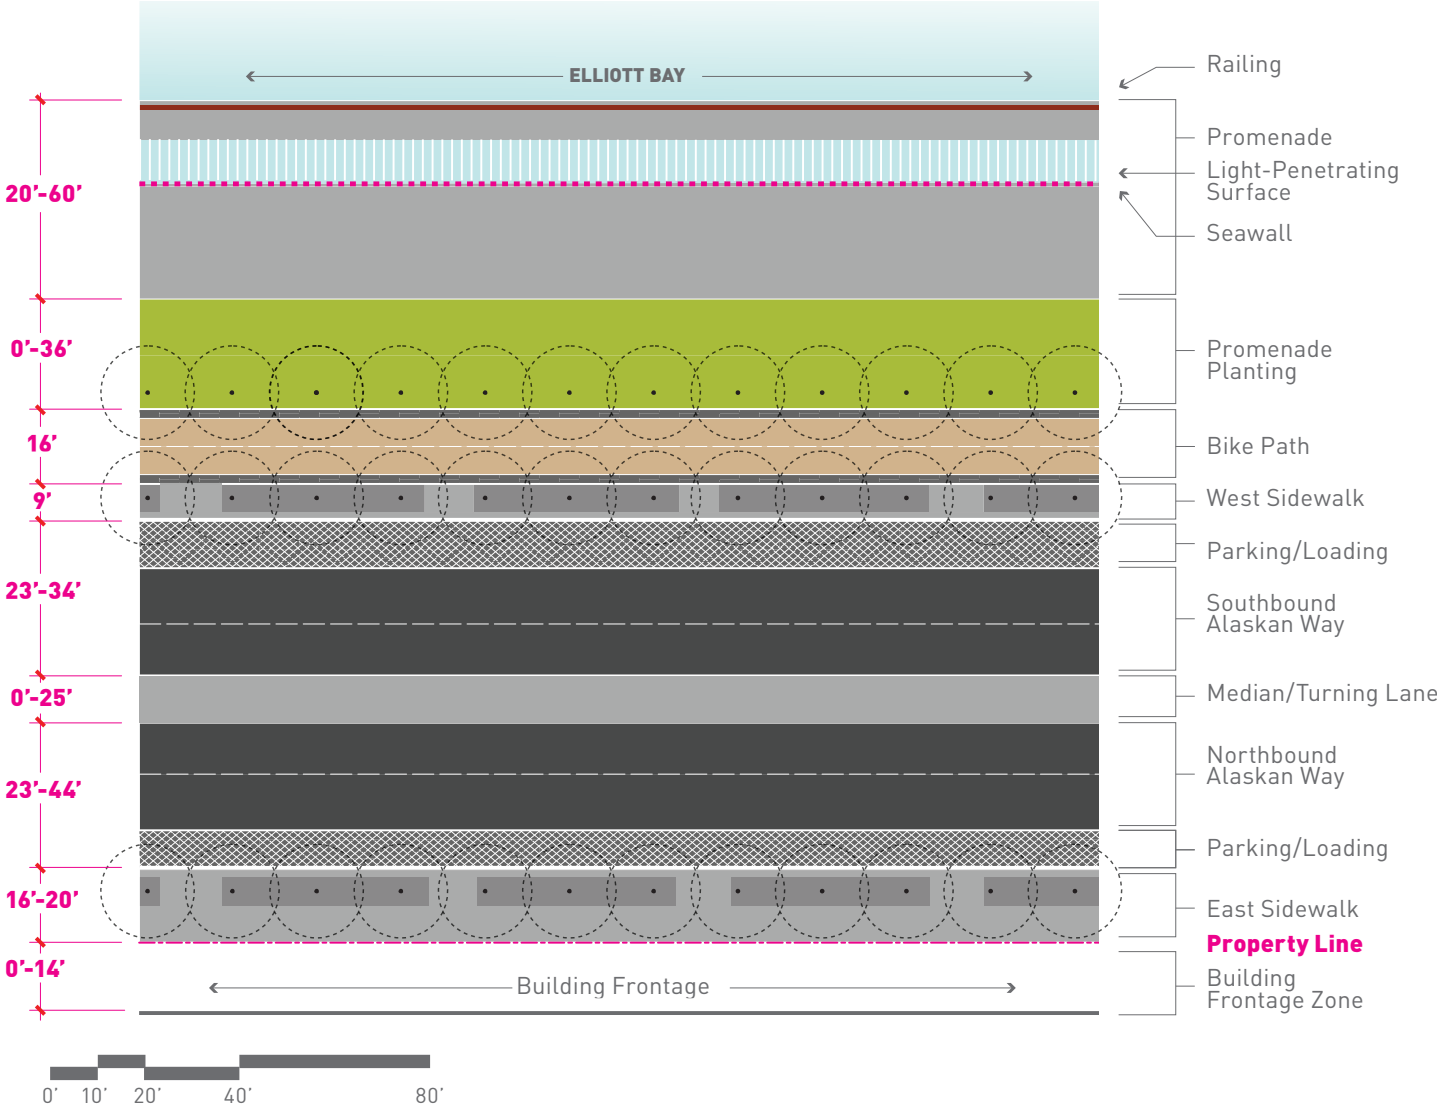 ELLIOTT BAY
Railing
Promenade
Light-Penetrating
Surface
Seawall
20'-60'
0'-36'
Promenade
Planting
16'
Bike Path
9'
West Sidewalk
Parking/Loading
23'-34'
Southbound
Alaskan Way
0'-25'
Median/Turning Lane
23'-44'
Northbound
Alaskan Way
Parking/Loading
16'-20'
East Sidewalk
Property Line
0'-14'
Building Frontage
Building
Frontage Zone
0' 10' 20' 40' 80'